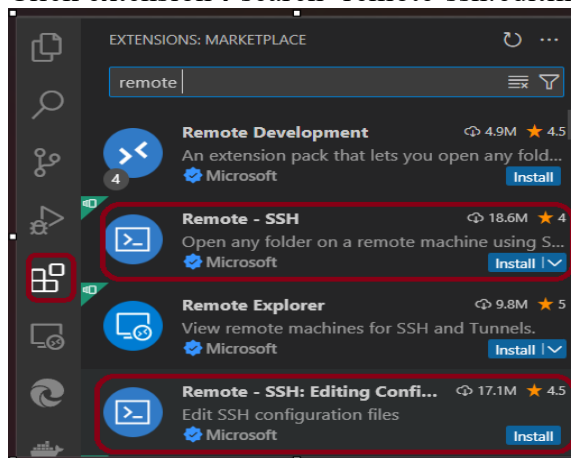 EXTENSIONS: MARKETPLACE
remote
Remote Development 4.9M 4.5
An extension pack that lets you open any fold...
4 Microsoft Install
Remote - SSH 18.6M 4
Open any folder on a remote machine using S...
Microsoft Install
Remote Explorer 9.8M 5
View remote machines for SSH and Tunnels.
Microsoft Install
Remote - SSH: Editing Confi... 17.1M 4.5
Edit SSH configuration files
Microsoft Install